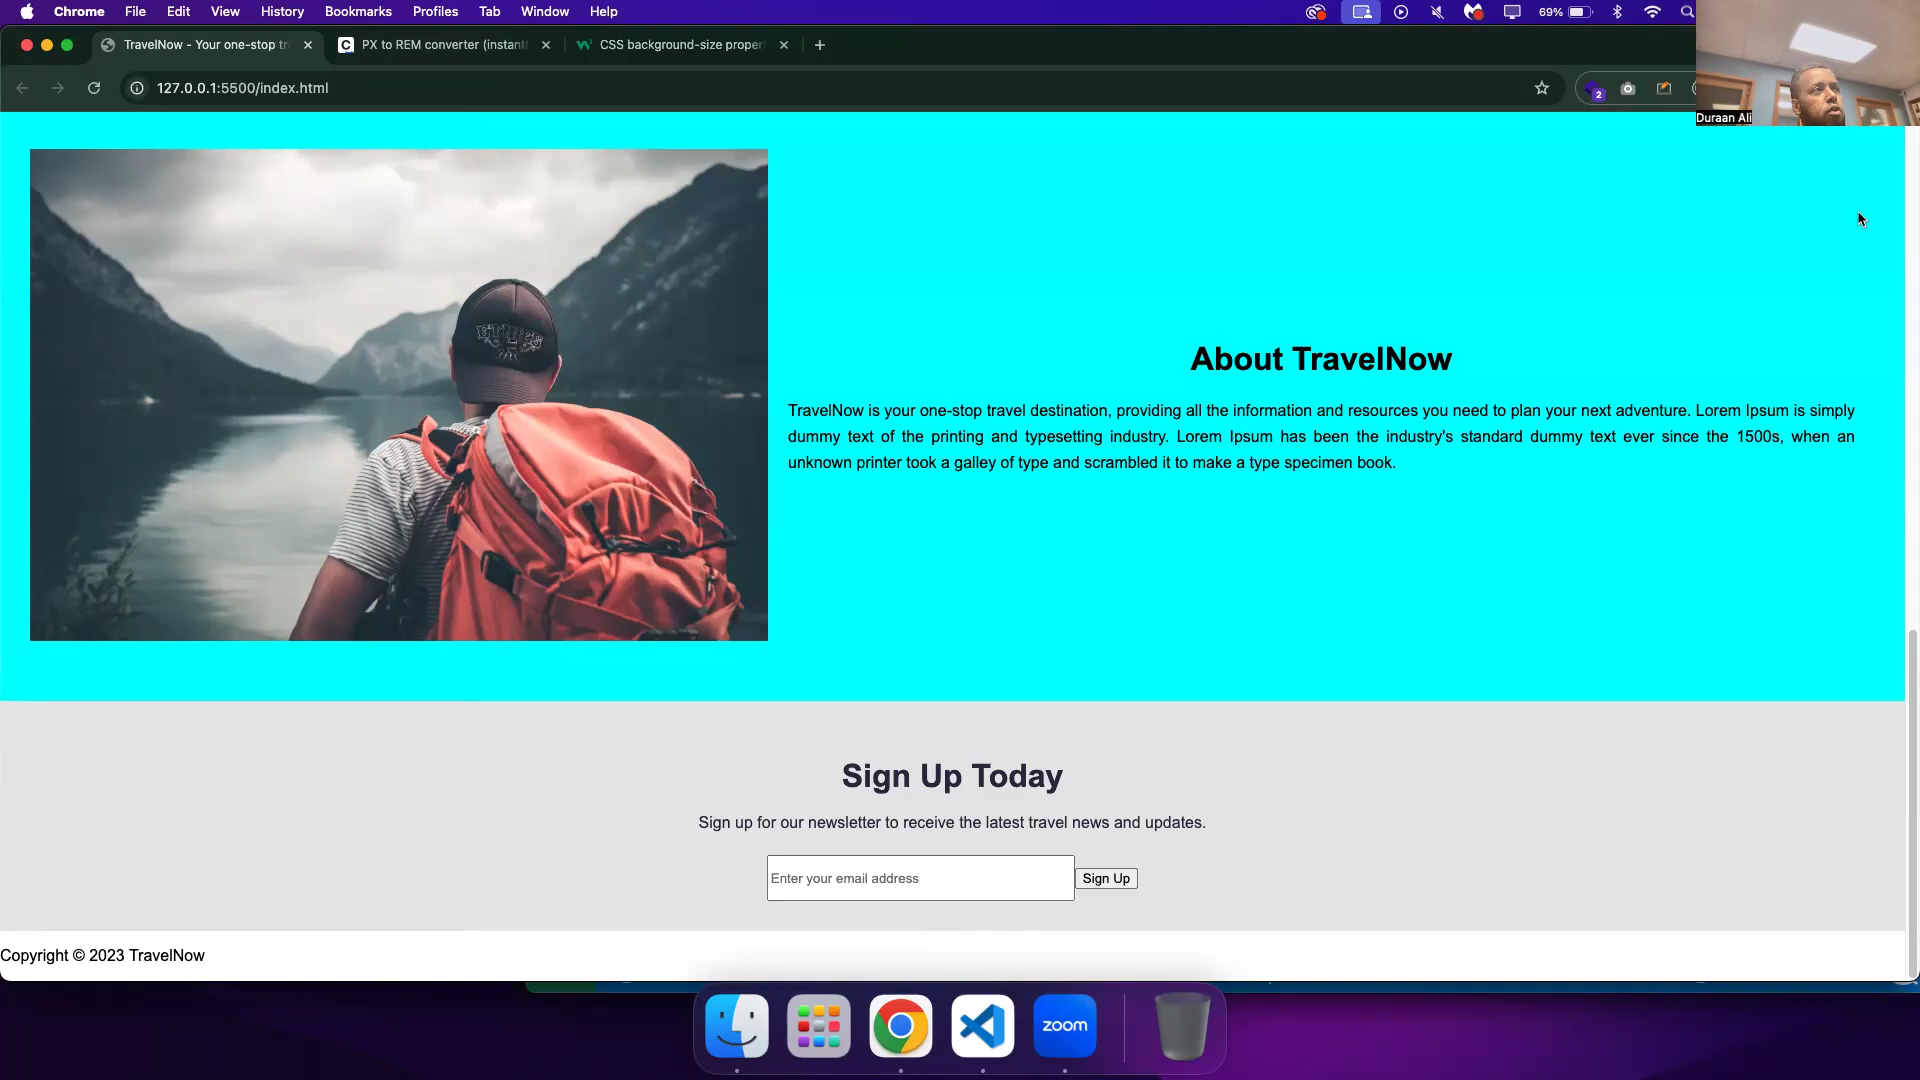 Chrome File Edit View History Bookmarks Profiles Tab Window Help
69%
TravelNow - Your one-stop tr
PX to REM converter (instant
CSS background-size proper
127.0.0.1:5500/index.html
2
Duraan Ali
About TravelNow
TravelNow is your one-stop travel destination, providing all the information and resources you need to plan your next adventure. Lorem Ipsum is simply
dummy text of the printing and typesetting industry. Lorem Ipsum has been the industry's standard dummy text ever since the 1500s, when an
unknown printer took a galley of type and scrambled it to make a type specimen book.
Sign Up Today
Sign up for our newsletter to receive the latest travel news and updates.
Enter your email address
Sign Up
Copyright © 2023 TravelNow
zoom